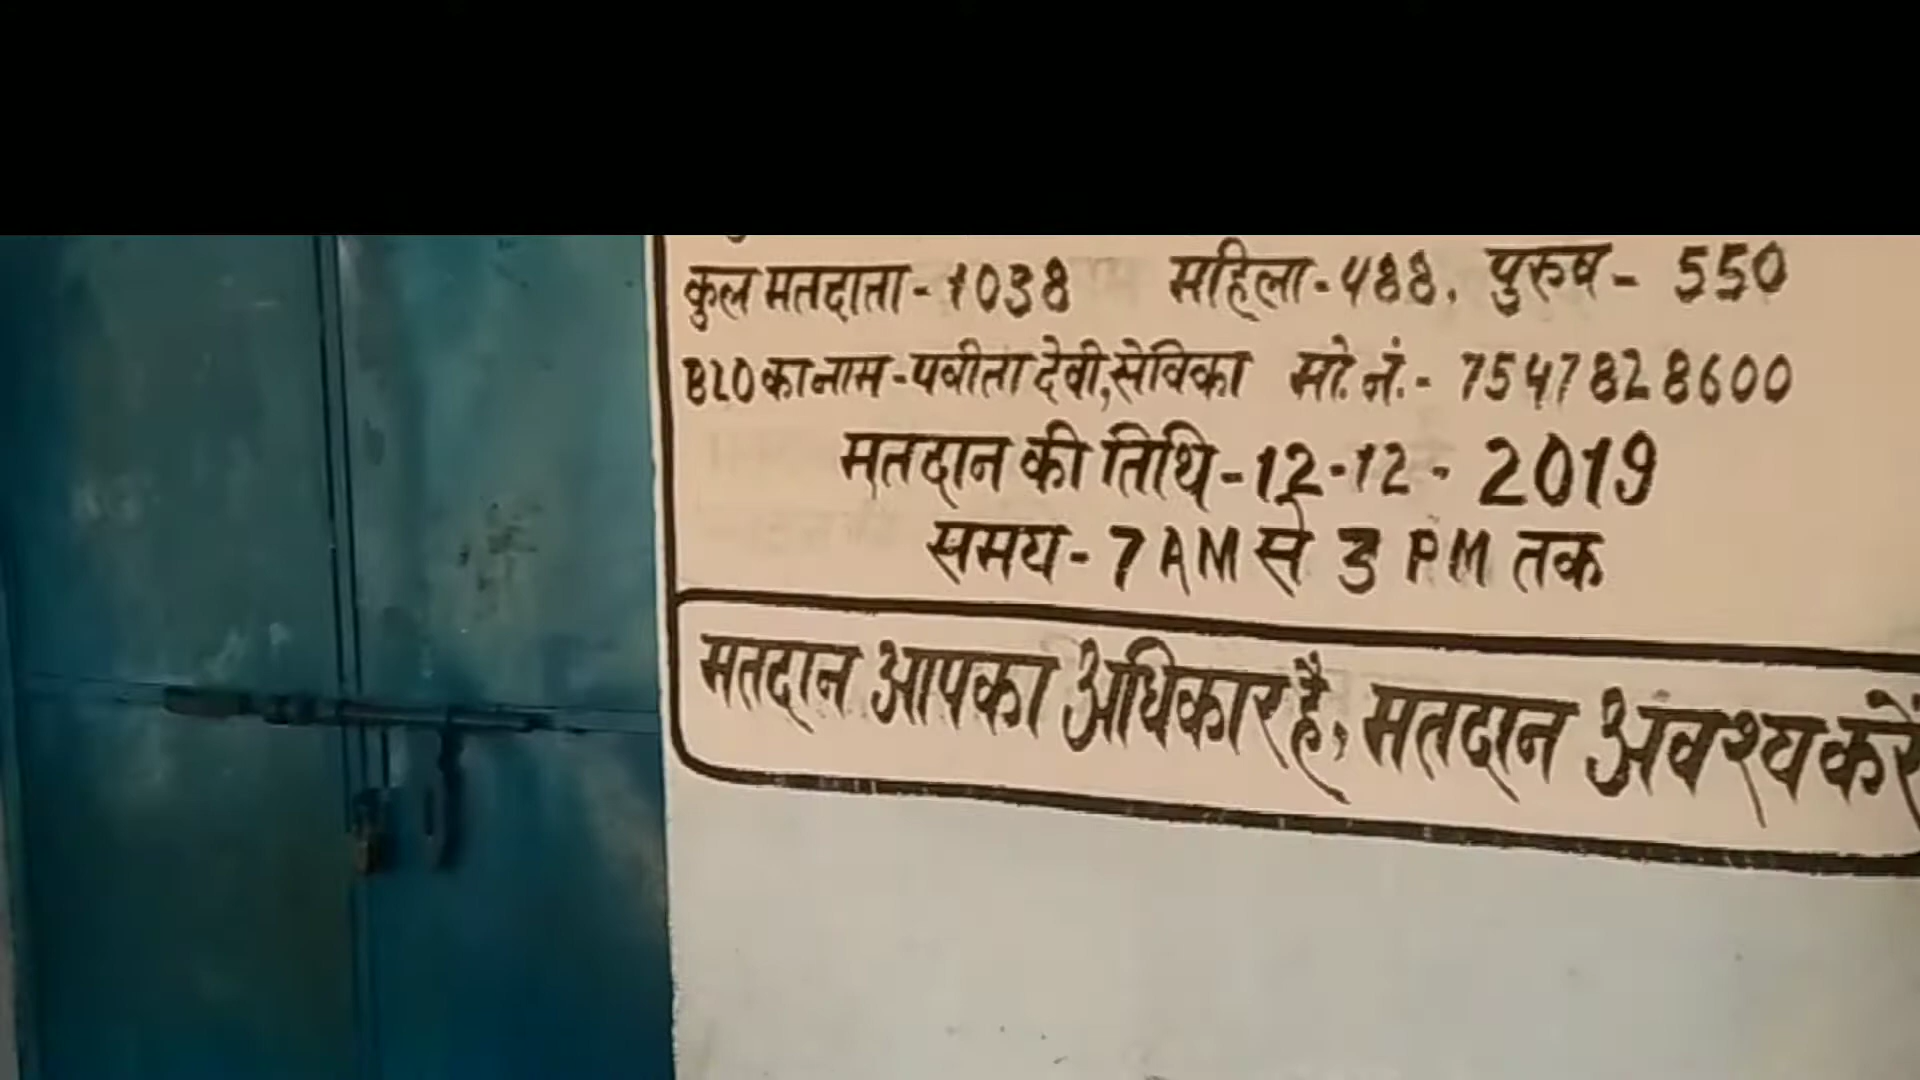 कुल मतदाता - 1038 महिला - 488, पुरुष - 550
BLO का नाम - पवीता देवी, सेविका मो. नं. - 7547828600
मतदान की तिथि - 12-12-2019
समय - 7 AM से 3 PM तक
मतदान आपका अधिकार है, मतदान अवश्य करें